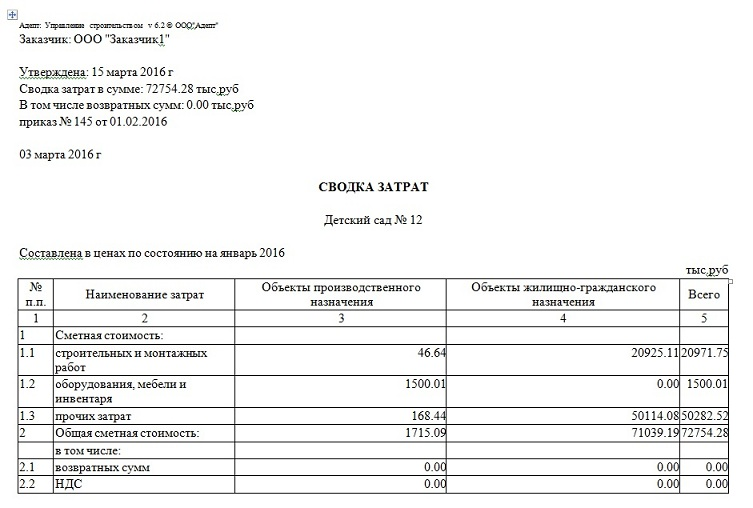 Адепт: Управление строительством v 6.2 © ООО"Адепт"
Заказчик: ООО "Заказчик1"
Утверждена: 15 марта 2016 г
Сводка затрат в сумме: 72754.28 тыс,руб
В том числе возвратных сумм: 0.00 тыс,руб
приказ № 145 от 01.02.2016
03 марта 2016 г
СВОДКА ЗАТРАТ
Детский сад № 12
Составлена в ценах по состоянию на январь 2016
тыс,руб
№ п.п. Наименование затрат Объекты производственного назначения Объекты жилищно-гражданского назначения Всего
1 2 3 4 5
1 Сметная стоимость:
1.1 строительных и монтажных работ 46.64 20925.11 20971.75
1.2 оборудования, мебели и инвентаря 1500.01 0.00 1500.01
1.3 прочих затрат 168.44 50114.08 50282.52
2 Общая сметная стоимость: 1715.09 71039.19 72754.28
в том числе:
2.1 возвратных сумм 0.00 0.00 0.00
2.2 НДС 0.00 0.00 0.00